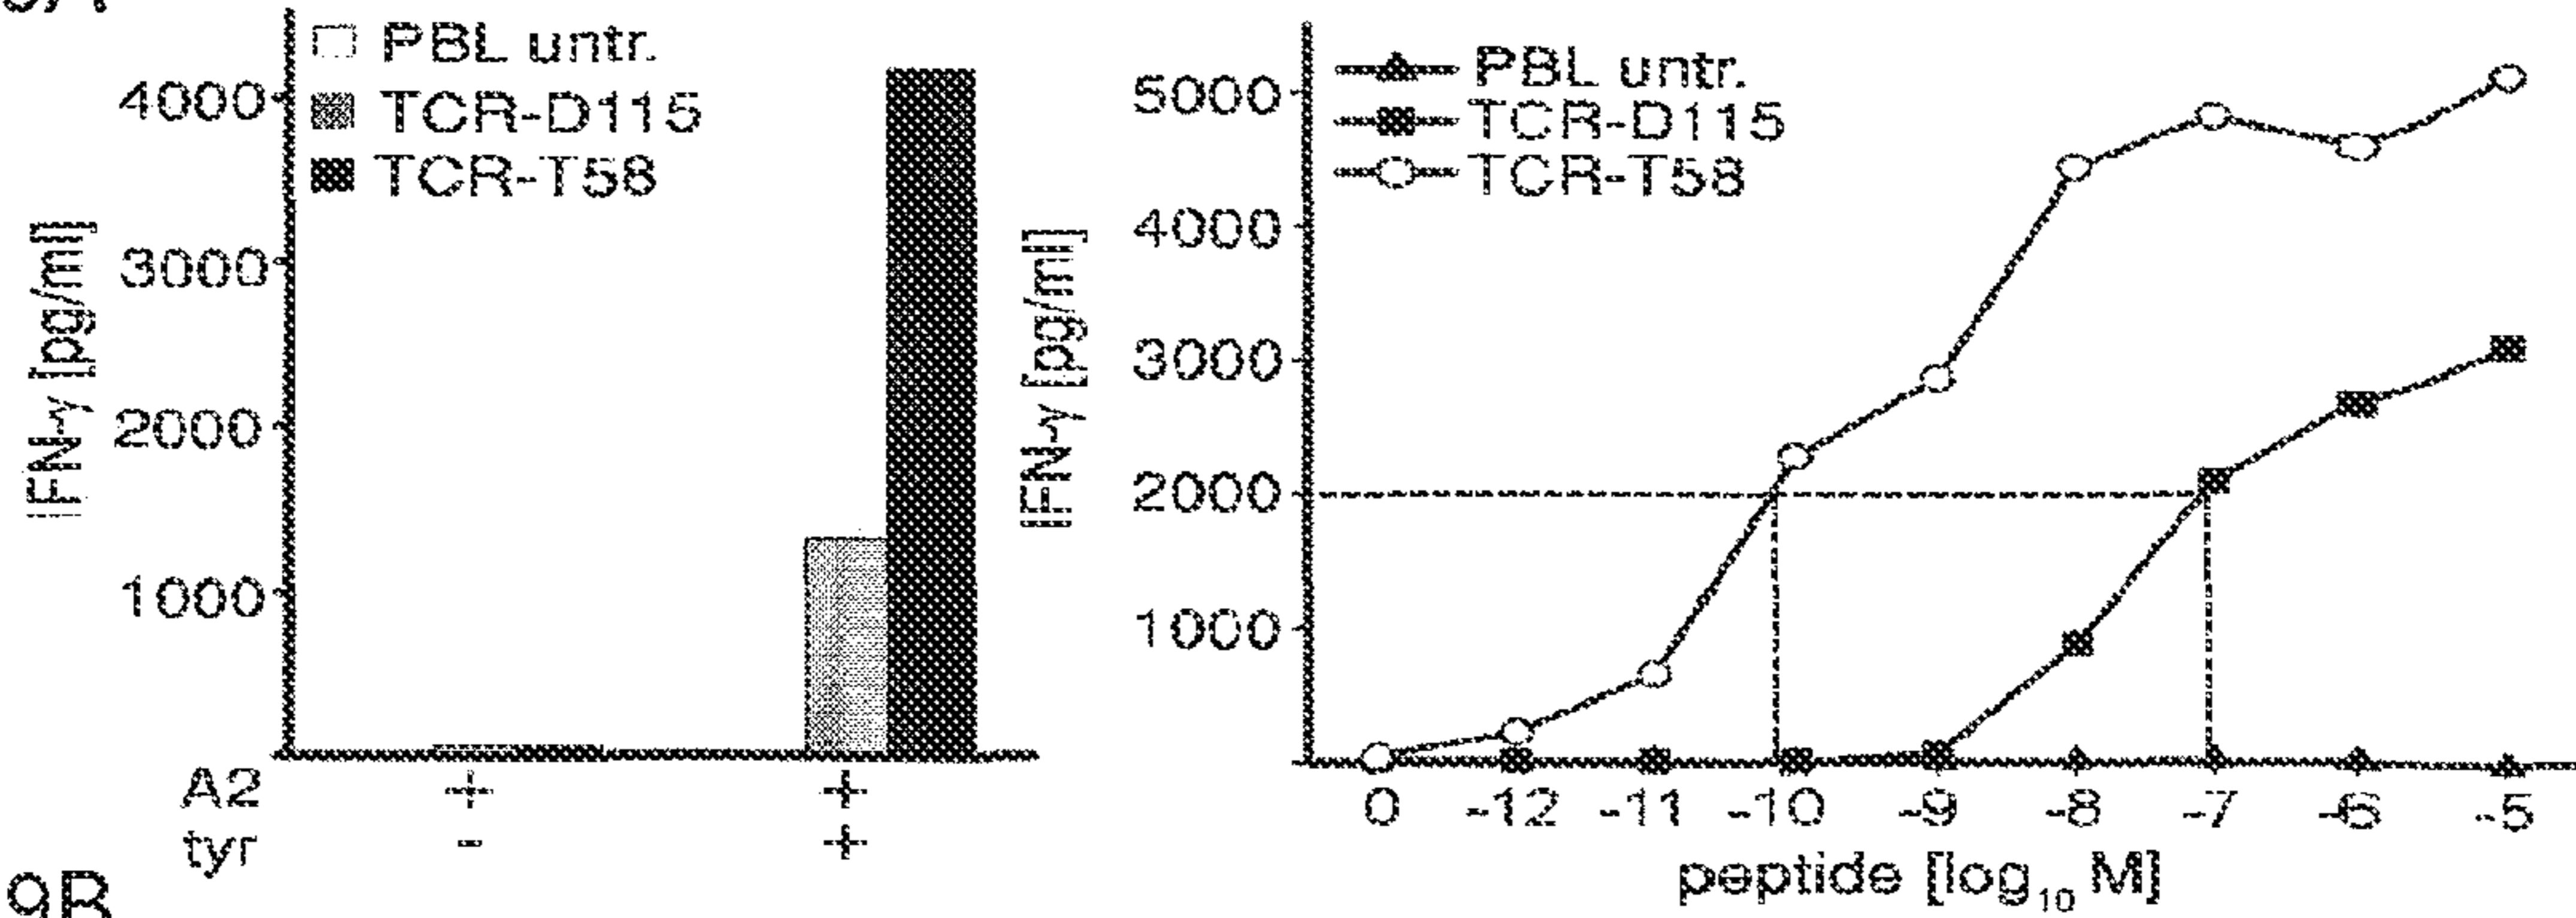 PBL untr.
TCR-D115
TCR-T58
IFN-γ [pg/ml]
4000
3000
2000
1000
A2 + +
tyr - +
PBL untr.
TCR-D115
TCR-T58
IFN-γ [pg/ml]
5000
4000
3000
2000
1000
0 -12 -11 -10 -9 -8 -7 -6 -5
peptide [log10 M]
9B